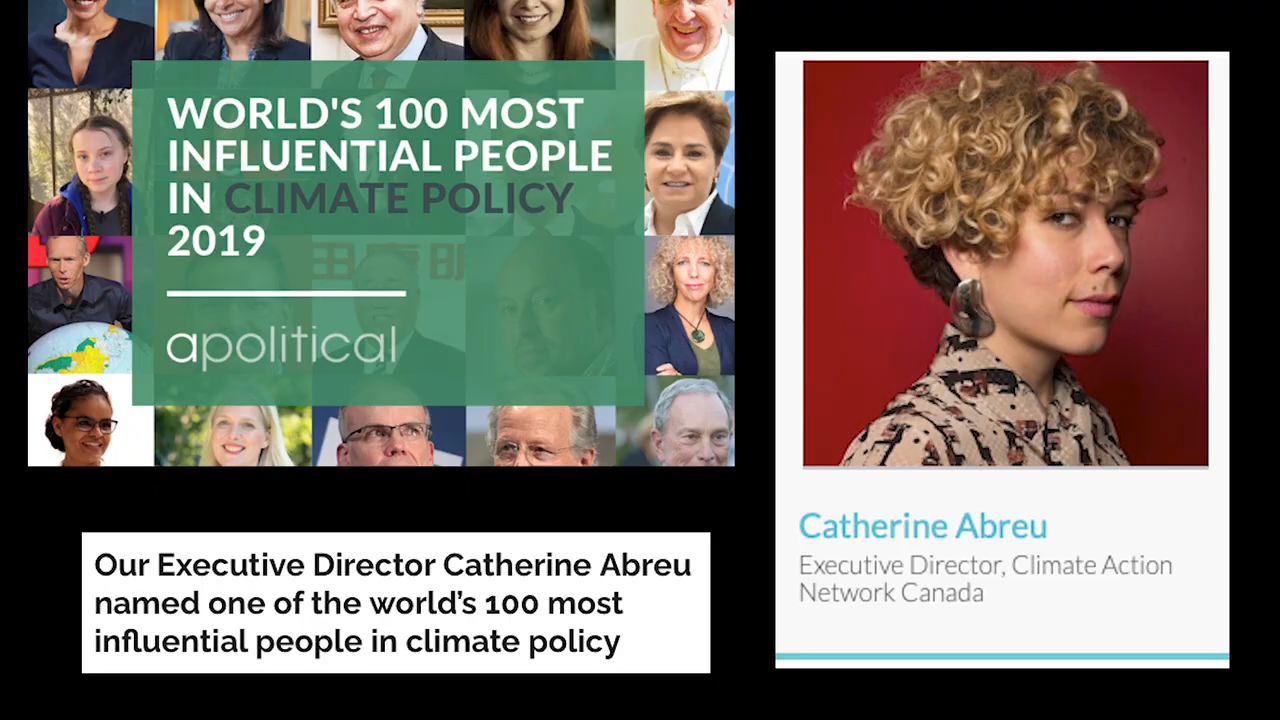 WORLD'S 100 MOST
INFLUENTIAL PEOPLE
IN CLIMATE POLICY
2019
apolitical
Our Executive Director Catherine Abreu
named one of the world's 100 most
influential people in climate policy
Catherine Abreu
Executive Director, Climate Action
Network Canada